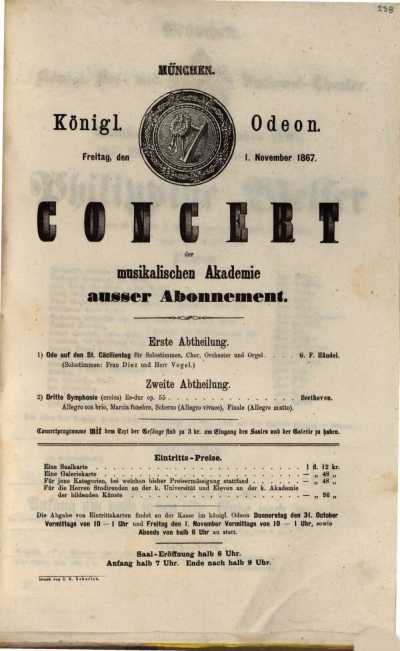 MÜNCHEN.
Königl. Odeon.
Freitag, den 1. November 1867.
CONCERT
der
musikalischen Akademie
ausser Abonnement.
Erste Abtheilung.
1) Ode auf den St. Cäcilientag für Solostimmen, Chor, Orchester und Orgel . . . . G. F. Händel.
(Solostimmen: Frau Diez und Herr Vogel.)
Zweite Abtheilung.
2) Dritte Symphonie (eroica) Es-dur op. 55 . . . . Beethoven.
Allegro con brio, Marcia funebre, Scherzo (Allegro vivace), Finale (Allegro molto).
Concertprogramme mit dem Text der Gesänge sind zu 3 kr. am Eingang des Saales und der Galerie zu haben.
Eintritts-Preise.
Eine Saalkarte . . . . 1 fl. 12 kr.
Eine Galeriekarte . . . . — „ 48 „
Für jene Kategorien, bei welchen bisher Preisermässigung stattfand . . . . — „ 48 „
Für die Herren Studirenden an der k. Universität und Eleven an der k. Akademie
der bildenden Künste . . . . — „ 36 „
Die Abgabe von Eintrittskarten findet an der Kasse im königl. Odeon Donnerstag den 31. October
Vormittags von 10 — 1 Uhr und Freitag den 1. November Vormittags von 10 — 1 Uhr, sowie
Abends von halb 6 Uhr an statt.
Saal-Eröffnung halb 6 Uhr.
Anfang halb 7 Uhr. Ende nach halb 9 Uhr.
Druck von C. R. Schurich.